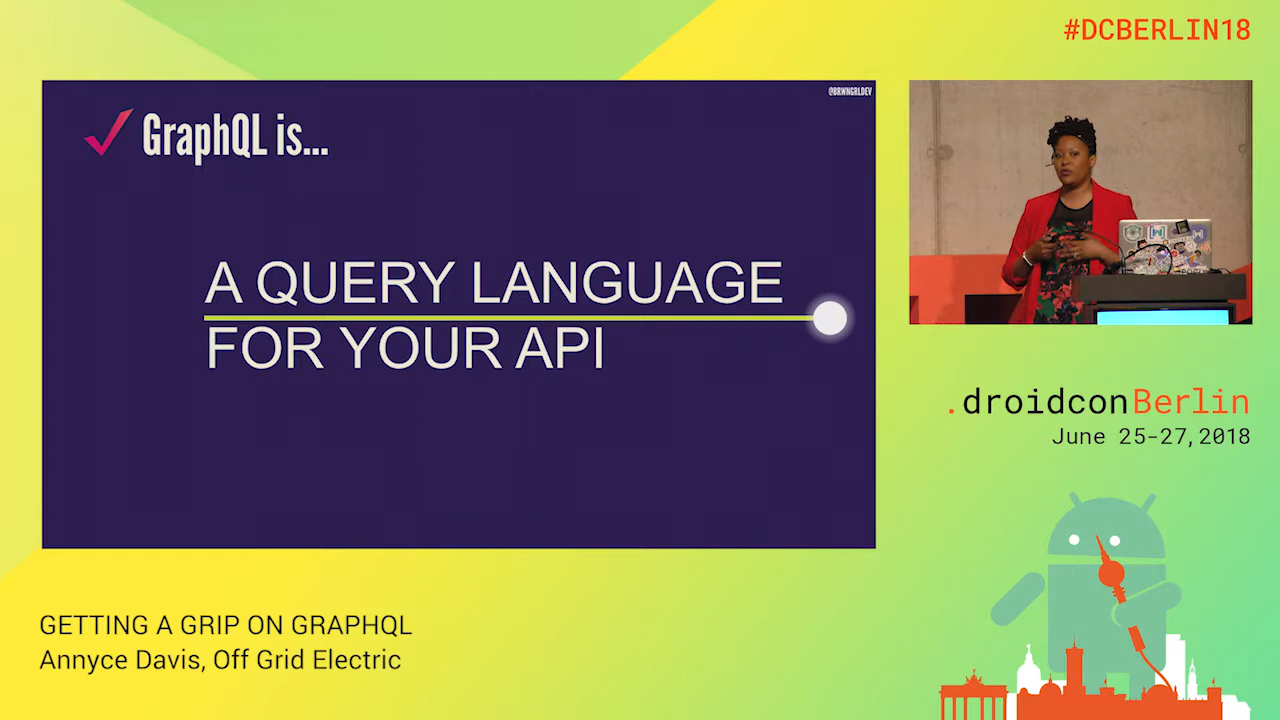 #DCBERLIN18
@BRWNGRLDEV
GraphQL is...
A QUERY LANGUAGE
FOR YOUR API
.droidconBerlin
June 25-27, 2018
GETTING A GRIP ON GRAPHQL
Annyce Davis, Off Grid Electric